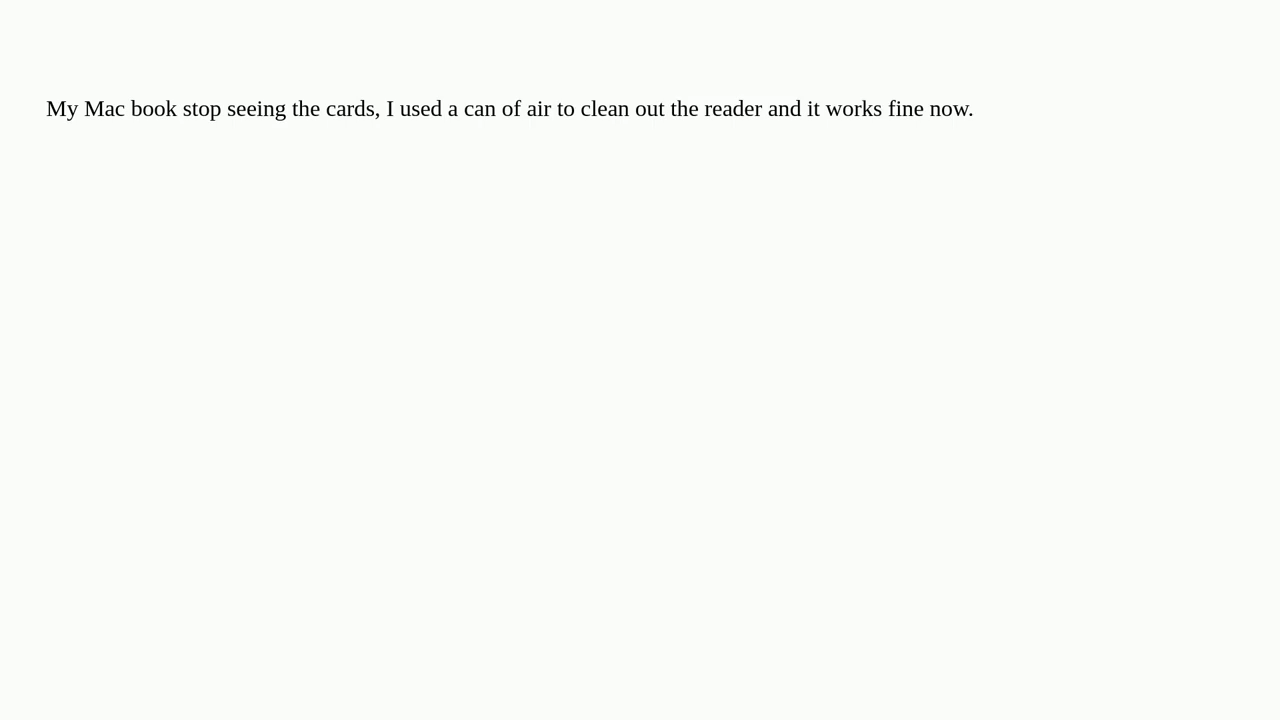 My Mac book stop seeing the cards, I used a can of air to clean out the reader and it works fine now.